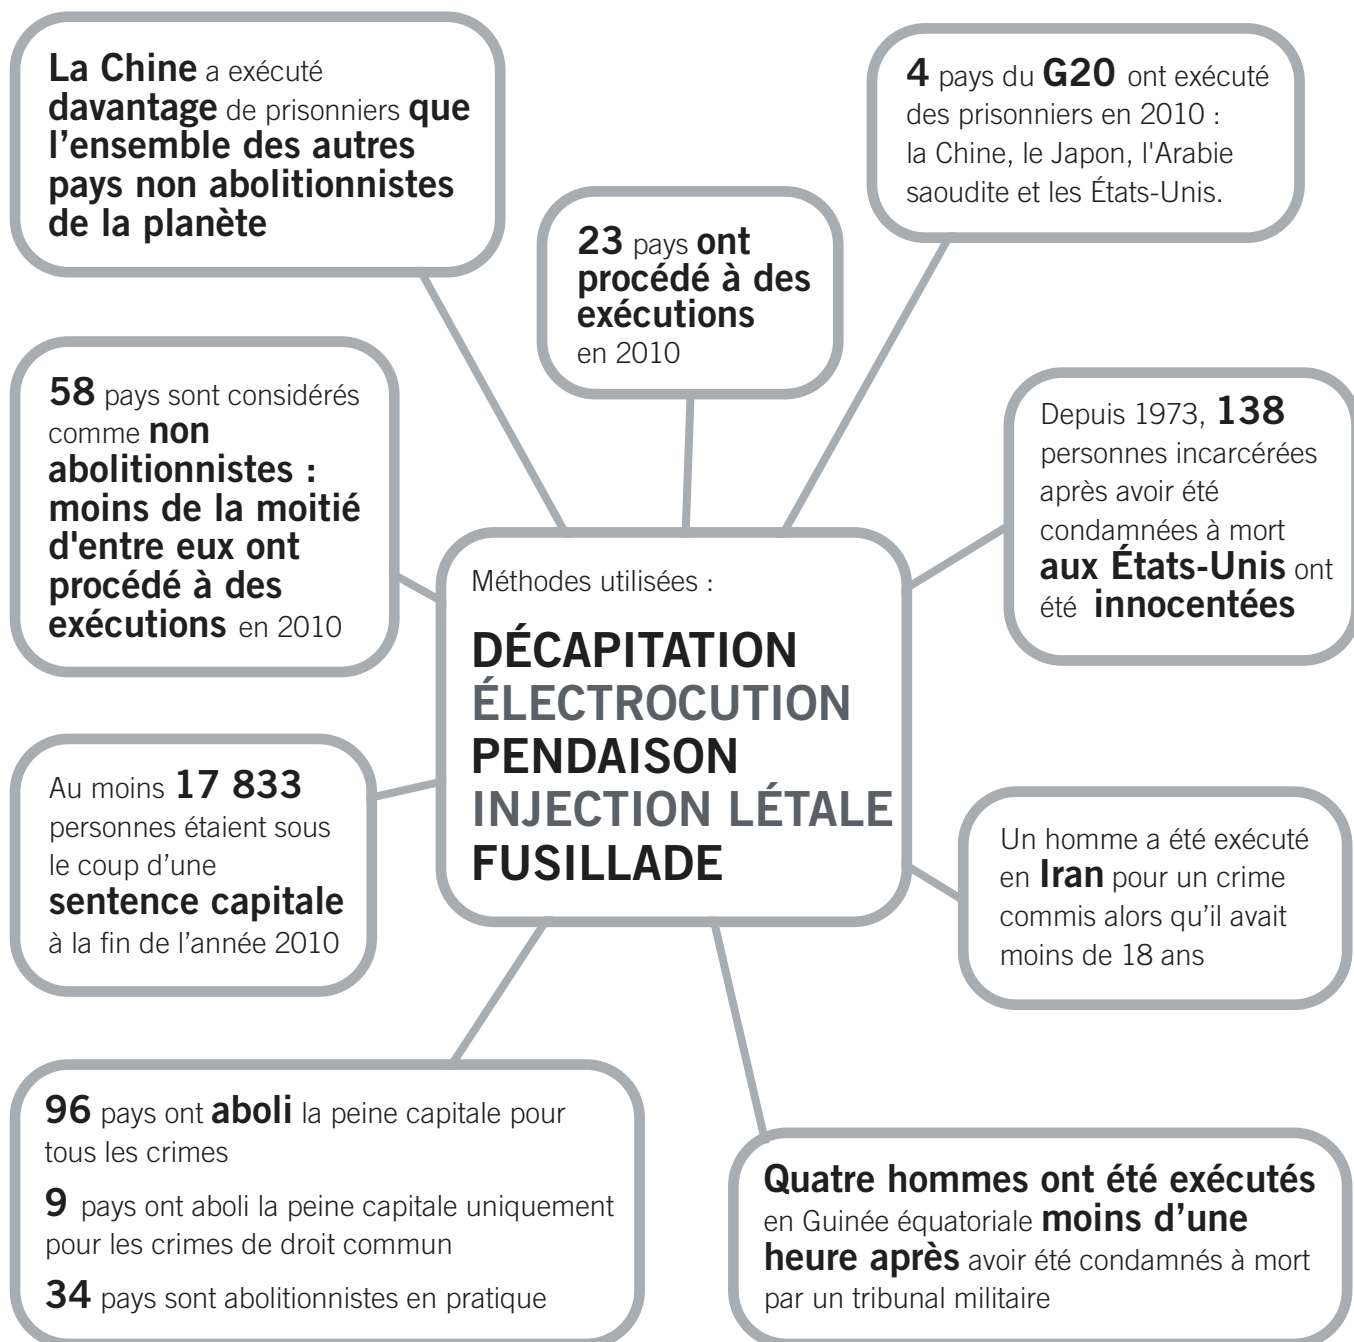 La Chine a exécuté
davantage de prisonniers que
l’ensemble des autres
pays non abolitionnistes
de la planète
4 pays du G20 ont exécuté
des prisonniers en 2010 :
la Chine, le Japon, l'Arabie
saoudite et les États-Unis.
23 pays ont
procédé à des
exécutions
en 2010
58 pays sont considérés
comme non
abolitionnistes :
moins de la moitié
d'entre eux ont
procédé à des
exécutions en 2010
Depuis 1973, 138
personnes incarcérées
après avoir été
condamnées à mort
aux États-Unis ont
été innocentées
Méthodes utilisées :
DÉCAPITATION
ÉLECTROCUTION
PENDAISON
INJECTION LÉTALE
FUSILLADE
Au moins 17 833
personnes étaient sous
le coup d’une
sentence capitale
à la fin de l’année 2010
Un homme a été exécuté
en Iran pour un crime
commis alors qu’il avait
moins de 18 ans
96 pays ont aboli la peine capitale pour
tous les crimes
9 pays ont aboli la peine capitale uniquement
pour les crimes de droit commun
34 pays sont abolitionnistes en pratique
Quatre hommes ont été exécutés
en Guinée équatoriale moins d’une
heure après avoir été condamnés à mort
par un tribunal militaire